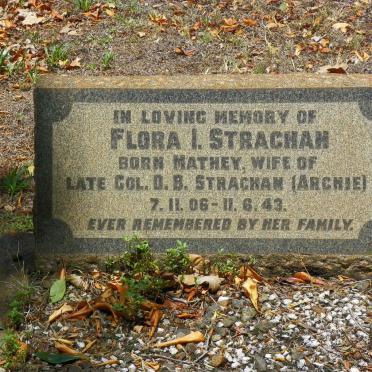 IN LOVING MEMORY OF
FLORA I. STRACHAN
BORN MATHEY, WIFE OF
LATE COL. D. B. STRACHAN (ARCHIE)
7. 11. 06 - 11. 6. 43.
EVER REMEMBERED BY HER FAMILY.